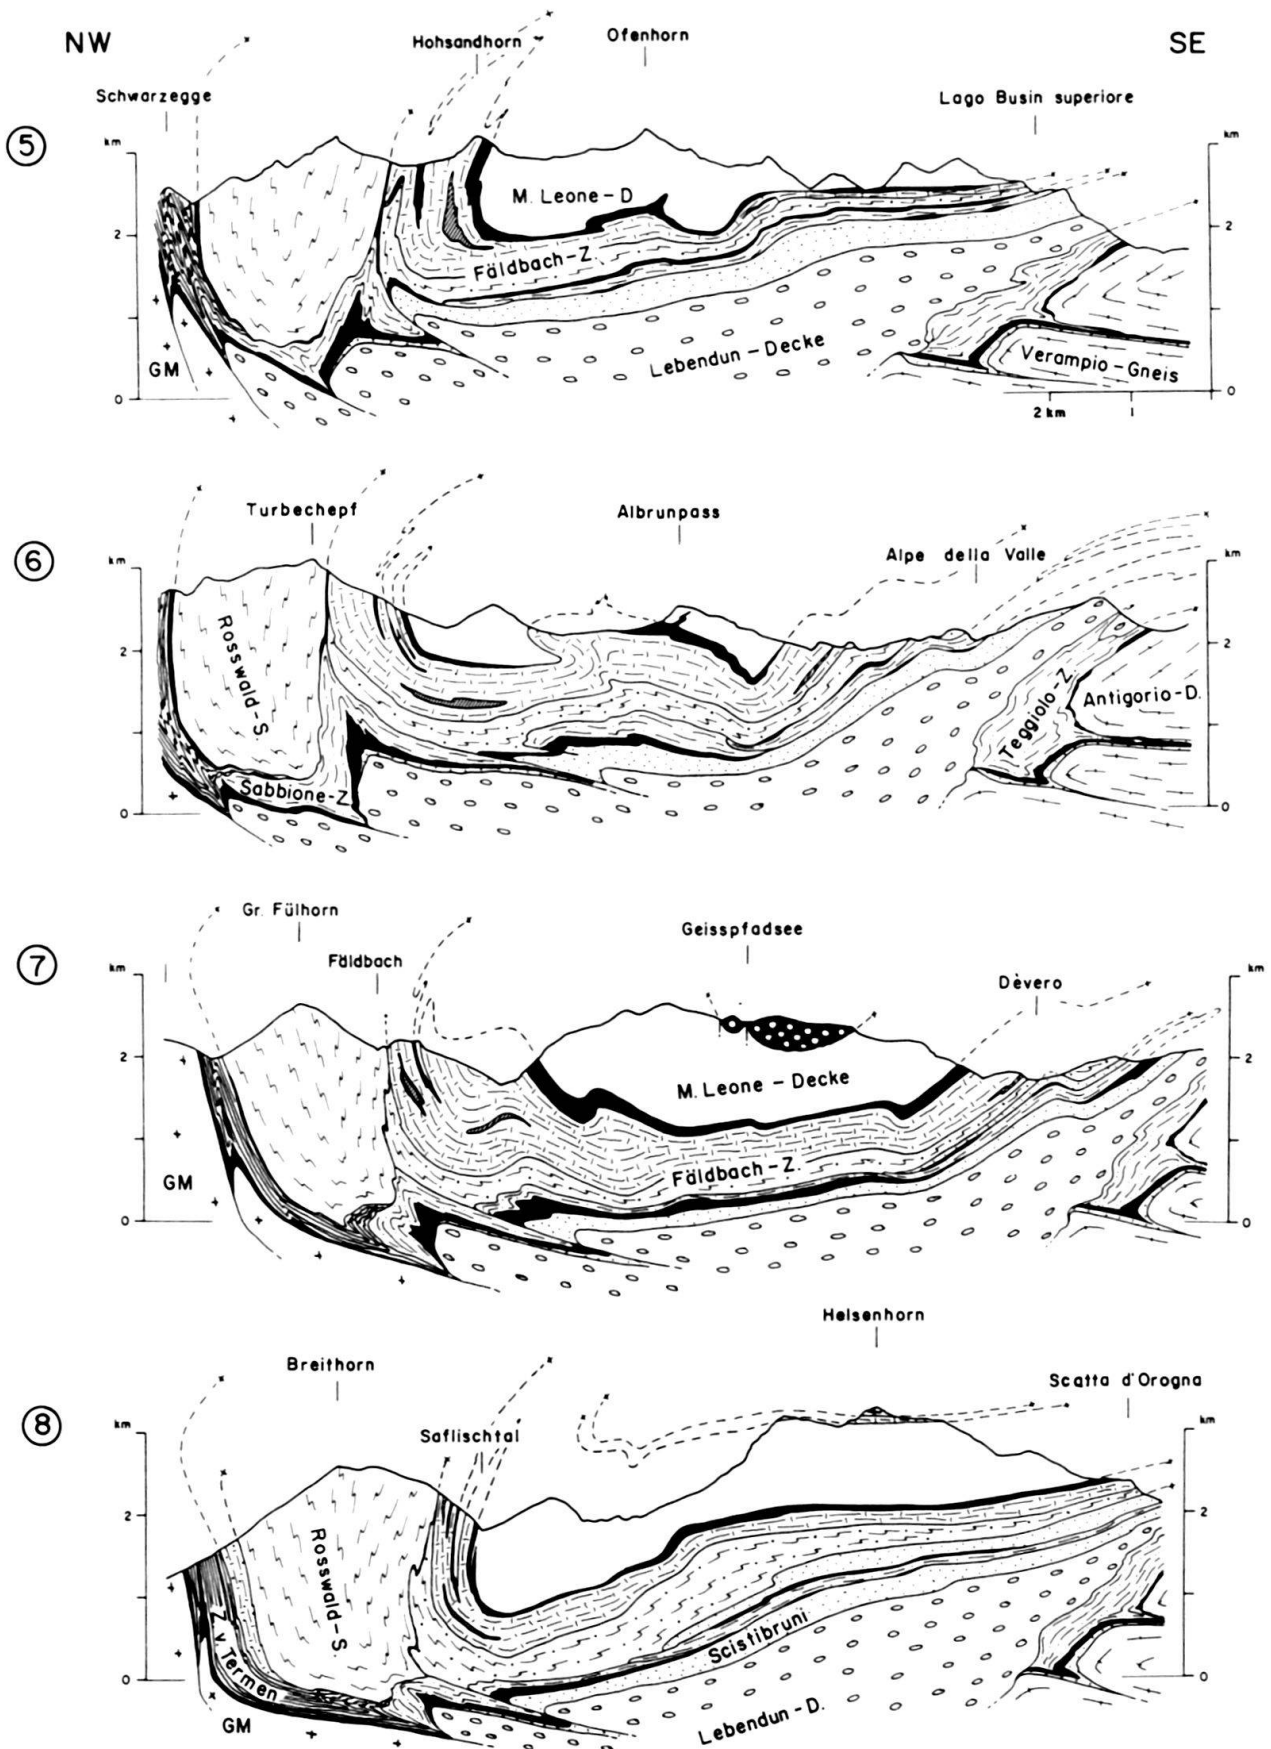 NW
Hohsandhorn
Ofenhorn
SE
Schwarzegge
Lago Busin superiore
5
km
km
M. Leone-D
2
2
Fäldbach-Z.
Lebendun-Decke
Verampio-Gneis
GM
0
0
2 km
1
Turbechepf
Albrunpass
Alpe della Valle
6
km
km
Rosswald-S
2
2
Teggiolo-Z.
Antigorio-D.
Sabbione-Z.
0
0
Gr. Fülhorn
Geisspfadsee
Fäldbach
Dèvero
7
km
km
2
2
M. Leone-Decke
Fäldbach-Z.
GM
0
0
Helsenhorn
Breithorn
Scatta d'Orogna
8
Saflischtal
km
km
2
2
Rosswald-S.
Z. v. Termen
Scistibruni
0
0
GM
Lebendun-D.